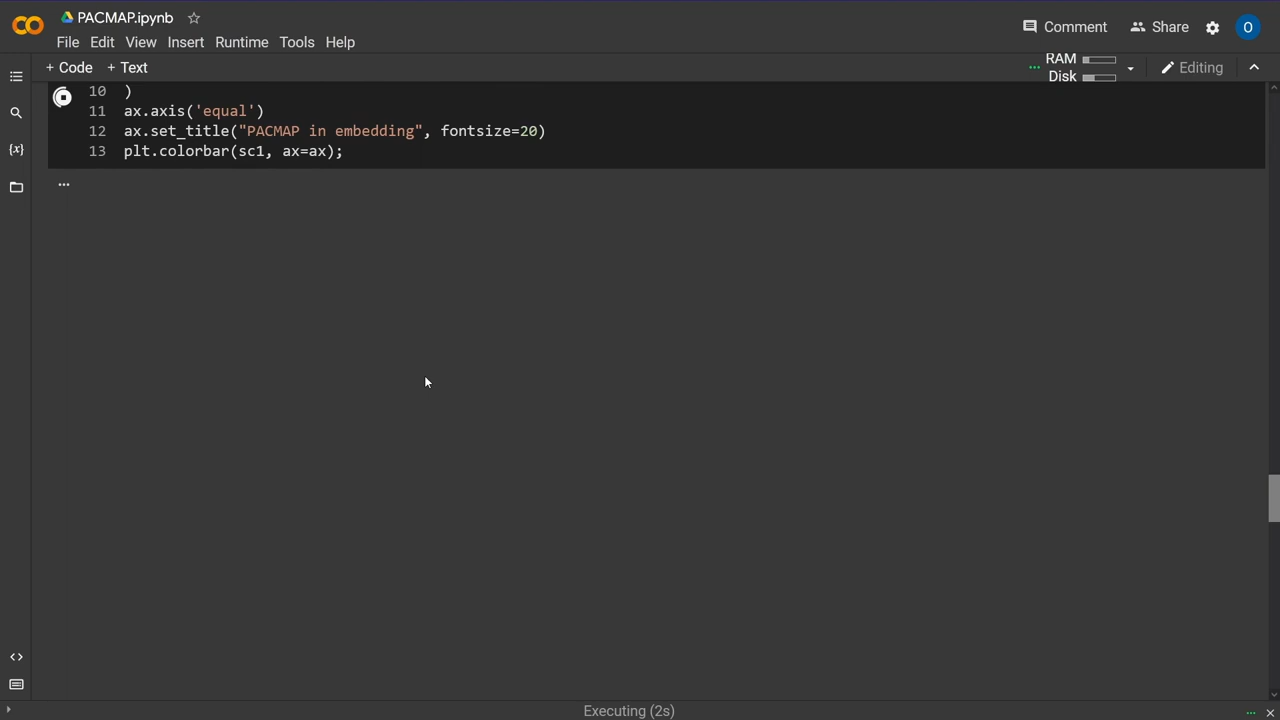 PACMAP.ipynb
Comment
Share
O
File Edit View Insert Runtime Tools Help
+ Code + Text
RAM
Disk
Editing
10 )
11 ax.axis('equal')
12 ax.set_title("PACMAP in embedding", fontsize=20)
13 plt.colorbar(sc1, ax=ax);
...
{x}
<>
Executing (2s)